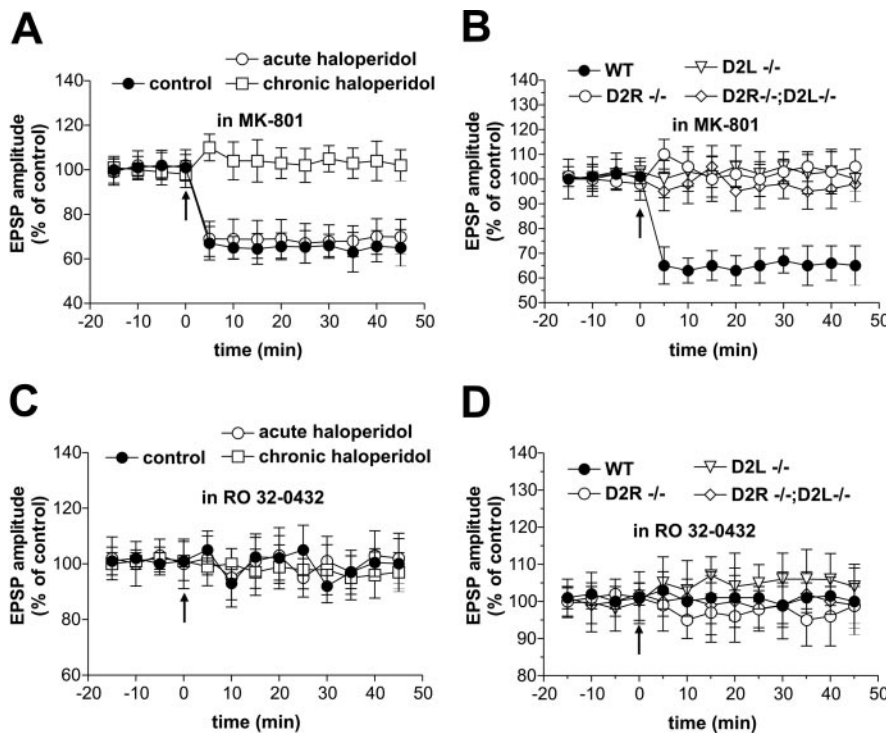 A
acute haloperidol
control
chronic haloperidol
in MK-801
EPSP amplitude
(% of control)
140
120
100
80
60
40
-20
-10
0
10
20
30
40
50
time (min)
B
WT
D2L -/-
D2R -/-
D2R-/-;D2L-/-
in MK-801
EPSP amplitude
(% of control)
140
130
120
110
100
90
80
70
60
50
-20
-10
0
10
20
30
40
50
time (min)
C
acute haloperidol
control
chronic haloperidol
in RO 32-0432
EPSP amplitude
(% of control)
140
120
100
80
60
-20
-10
0
10
20
30
40
50
time (min)
D
WT
D2L -/-
D2R -/-
D2R -/-;D2L-/-
in RO 32-0432
EPSP amplitude
(% of control)
140
130
120
110
100
90
80
-20
-10
0
10
20
30
40
50
time (min)